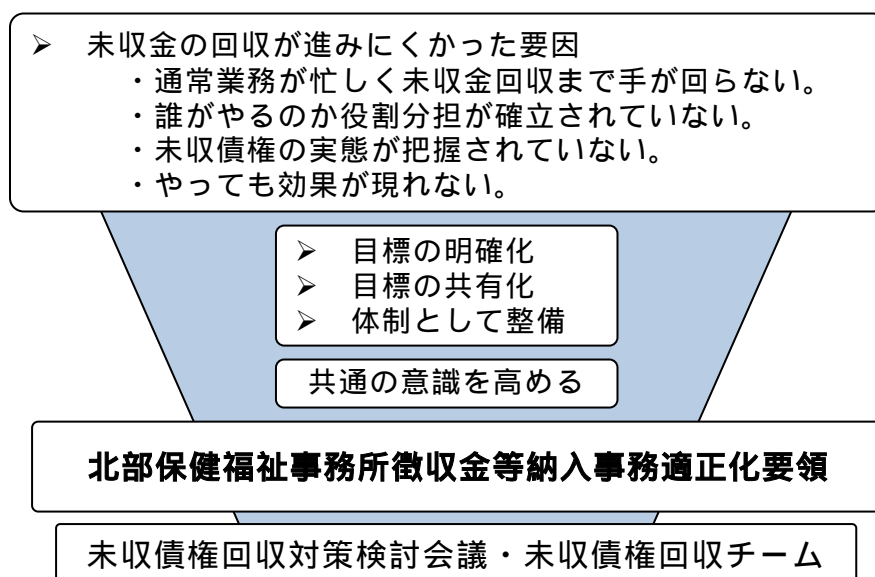 ➢ 未収金の回収が進みにくかった要因
・通常業務が忙しく未収金回収まで手が回らない。
・誰がやるのか役割分担が確立されていない。
・未収債権の実態が把握されていない。
・やっても効果が現れない。
➢ 目標の明確化
➢ 目標の共有化
➢ 体制として整備
共通の意識を高める
北部保健福祉事務所徴収金等納入事務適正化要領
未収債権回収対策検討会議・未収債権回収チーム